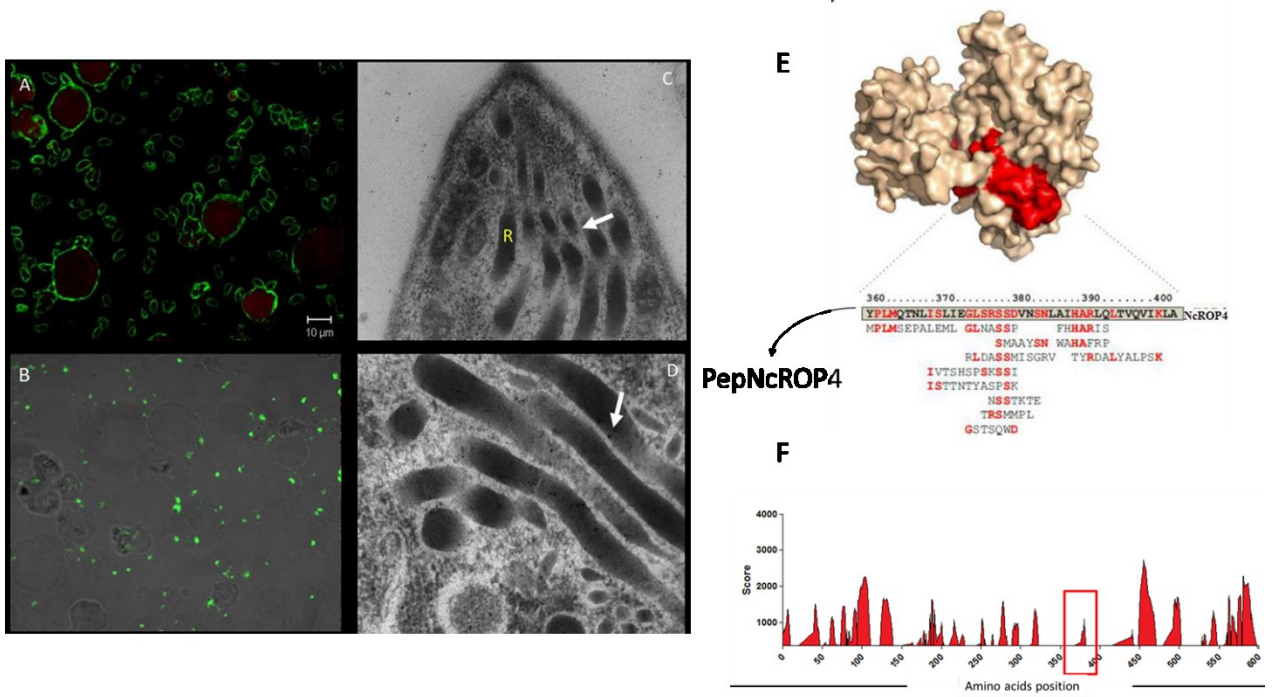 A
10 µm
B
C
R
D
E
360.......370.......380.......390.......400
YPLMQTNLISLIEGLSRSSDVNSNLAIHARLQLTVQVIKLA NcROP4
MPLMSEPALEML GLNASSP FHHARIS
SMAAYSN WAHAFRP
RLDASSMISGRV TYRDALYALPSK
IVTSHSPSKSSI
ISTTNTYASPSK
NSSTKTE
TRSMMPL
GSTSQWD
PepNcROP4
F
4000
3000
2000
1000
Score
0 50 100 150 200 250 300 350 400 450 500 550 600
Amino acids position